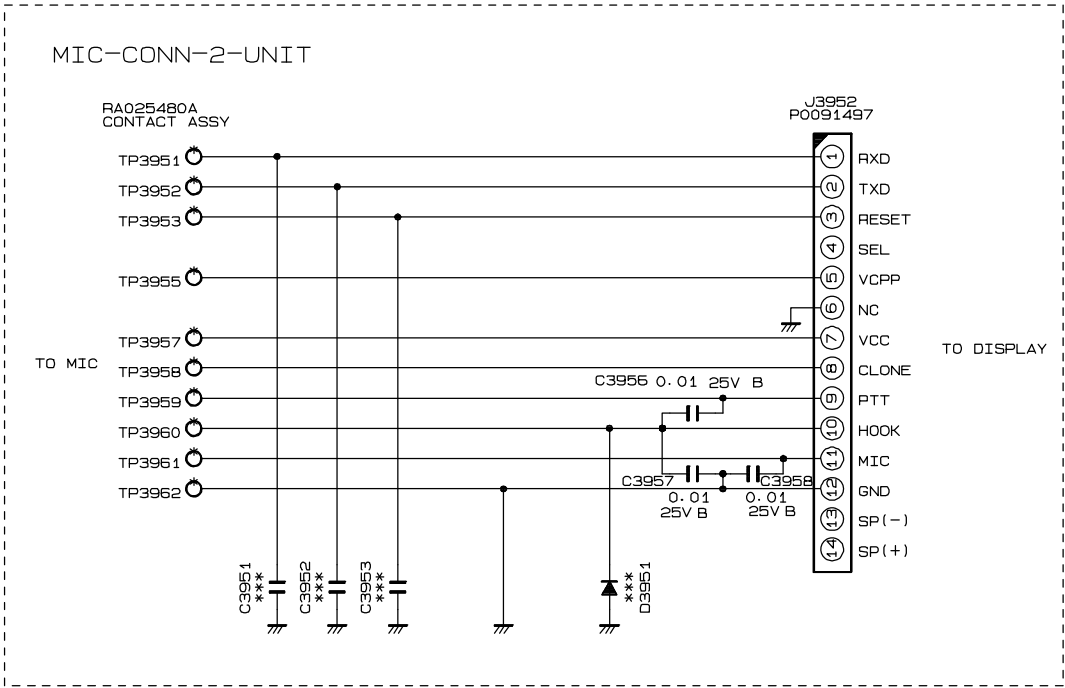 MIC-CONN-2-UNIT
RA025480A
CONTACT ASSY
J3952
P0091497
TP3951
1
RXD
TP3952
2
TXD
TP3953
3
RESET
4
SEL
TP3955
5
VCPP
6
NC
TP3957
7
VCC
TO MIC
TO DISPLAY
TP3958
8
CLONE
C3956 0.01 25V B
TP3959
9
PTT
TP3960
10
HOOK
TP3961
11
MIC
C3957
0.01
25V B
C3958
0.01
25V B
TP3962
12
GND
13
SP(-)
14
SP(+)
C3951
***
C3952
***
C3953
***
***
D3951